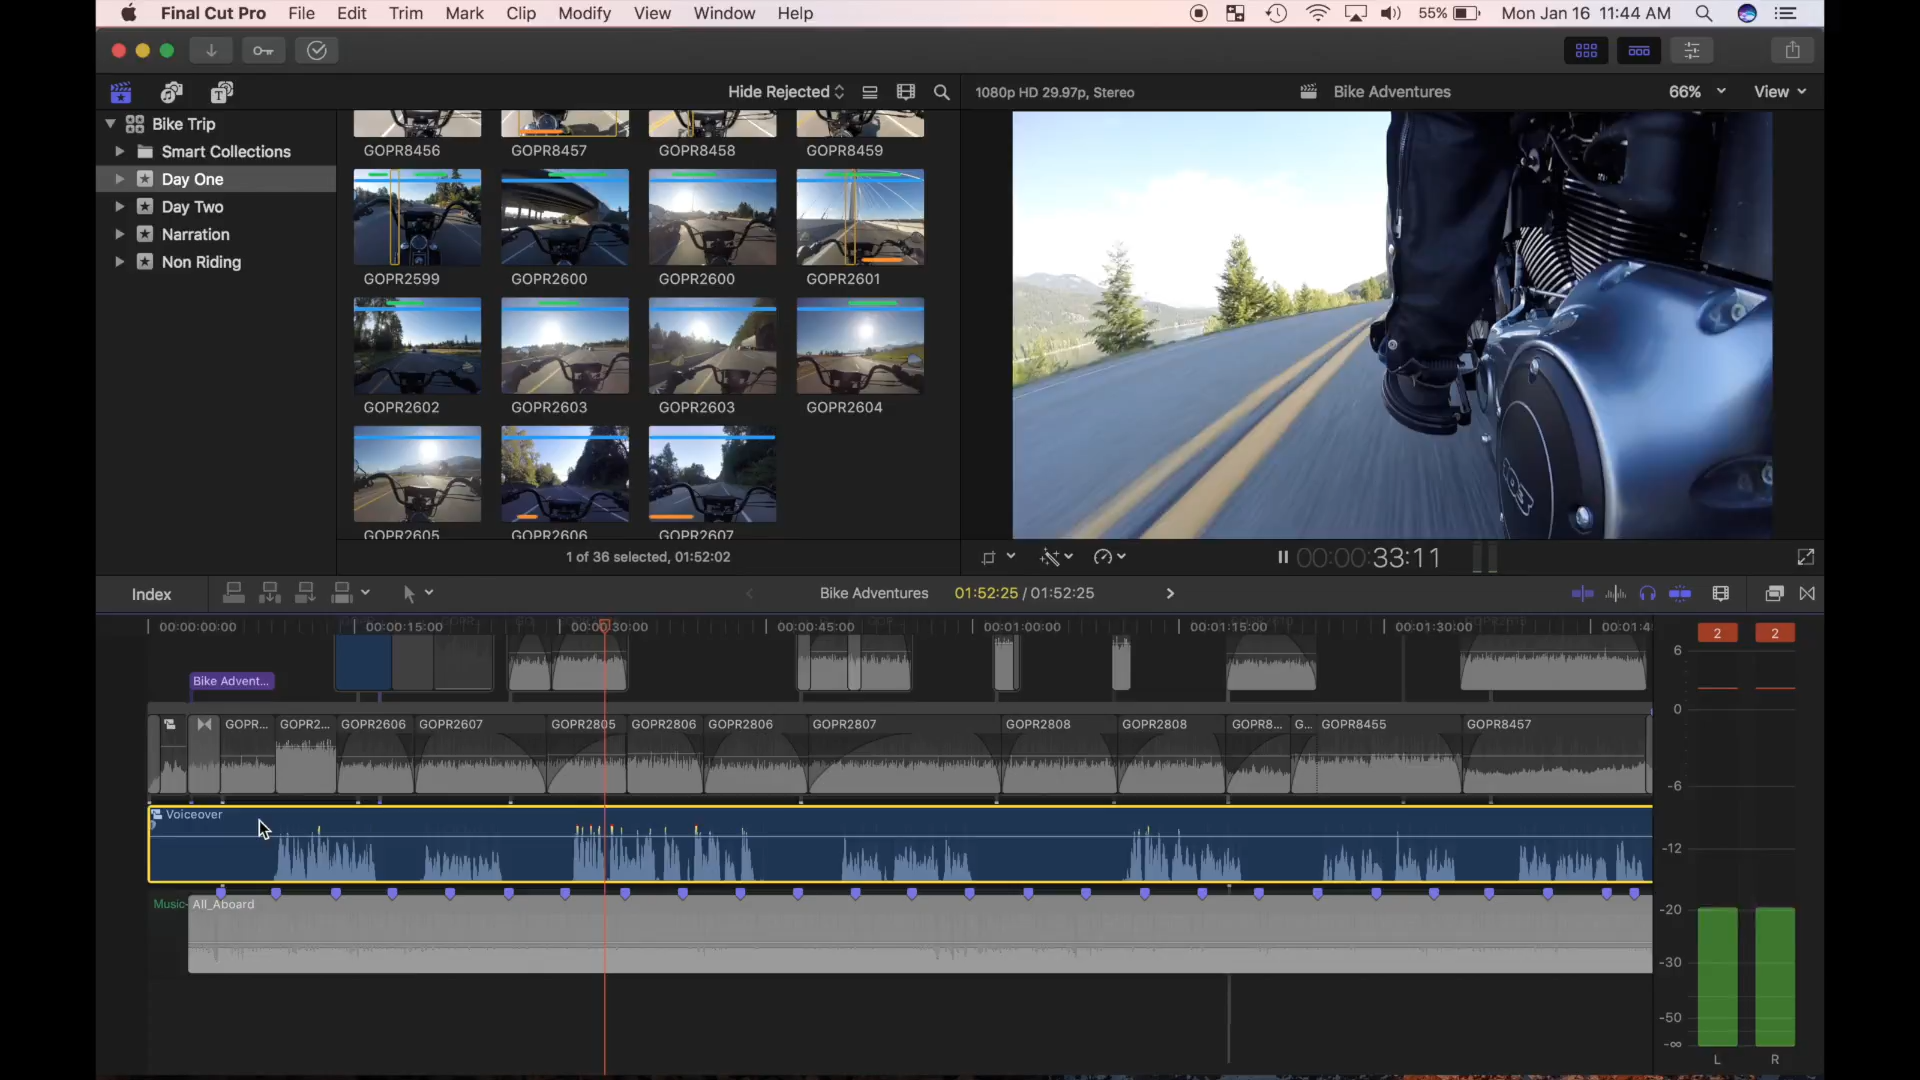 Final Cut Pro File Edit Trim Mark Clip Modify View Window Help 55% Mon Jan 16 11:44 AM
Hide Rejected 1080p HD 29.97p, Stereo Bike Adventures 66% View
Bike Trip
Smart Collections
Day One
Day Two
Narration
Non Riding
GOPR8456 GOPR8457 GOPR8458 GOPR8459
GOPR2599 GOPR2600 GOPR2600 GOPR2601
GOPR2602 GOPR2603 GOPR2603 GOPR2604
GOPR2605 GOPR2606 GOPR2607
1 of 36 selected, 01:52:02 00:00:33:11
Index Bike Adventures 01:52:25 / 01:52:25
00:00:00:00 00:00:15:00 00:00:30:00 00:00:45:00 00:01:00:00 00:01:15:00 00:01:30:00 00:01:4
Bike Advent...
GOPR... GOPR2... GOPR2606 GOPR2607 GOPR2805 GOPR2806 GOPR2806 GOPR2807 GOPR2808 GOPR2808 GOPR8... G... GOPR8455 GOPR8457
Voiceover
Music- All_Aboard
2 2
6
0
-6
-12
-20
-30
-50
-∞
L R